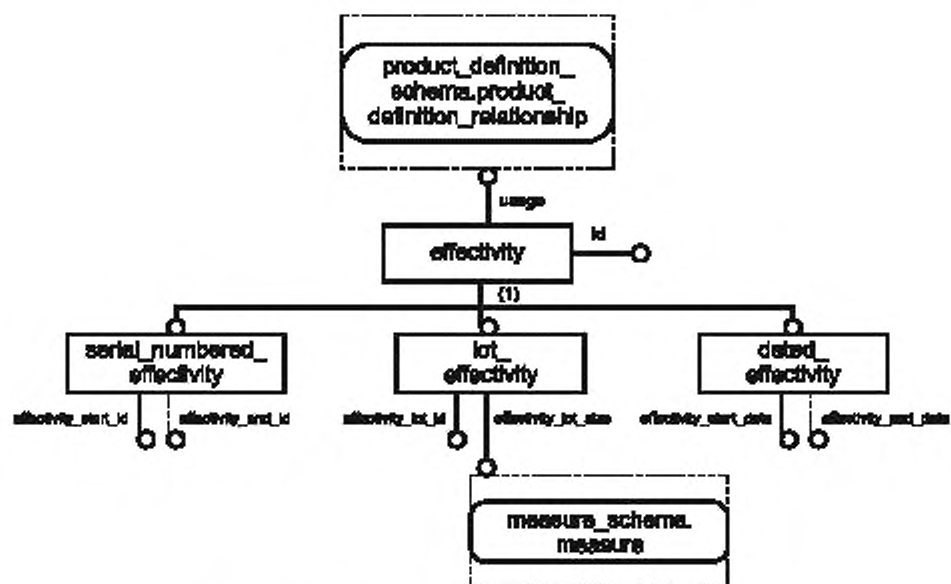 product_definition_
schema.product_
definition_relationship
usage
effectivity
id
(1)
serial_numbered_
effectivity
lot_
effectivity
dated_
effectivity
effectivity_start_id
effectivity_end_id
effectivity_lot_id
effectivity_lot_size
effectivity_start_date
effectivity_end_date
measure_schema.
measure